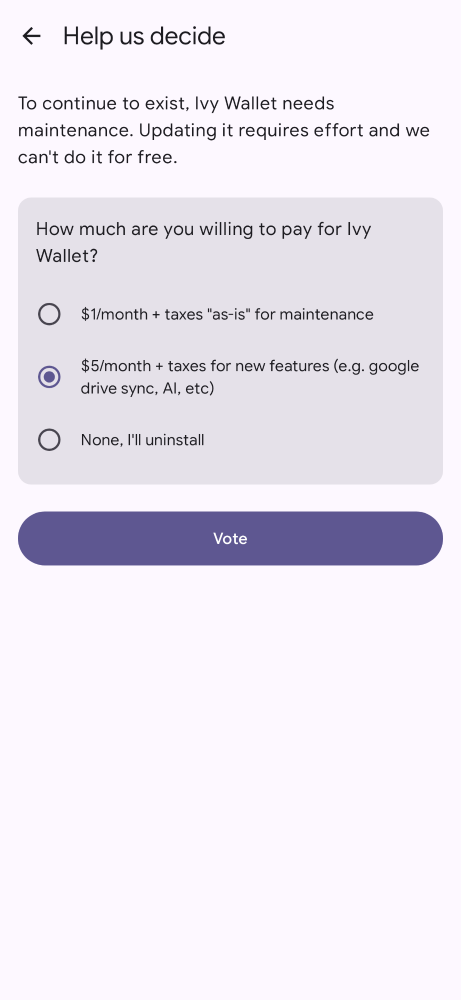 Help us decide
To continue to exist, Ivy Wallet needs
maintenance. Updating it requires effort and we
can't do it for free.
How much are you willing to pay for Ivy
Wallet?
$1/month + taxes "as-is" for maintenance
$5/month + taxes for new features (e.g. google
drive sync, AI, etc)
None, I'll uninstall
Vote